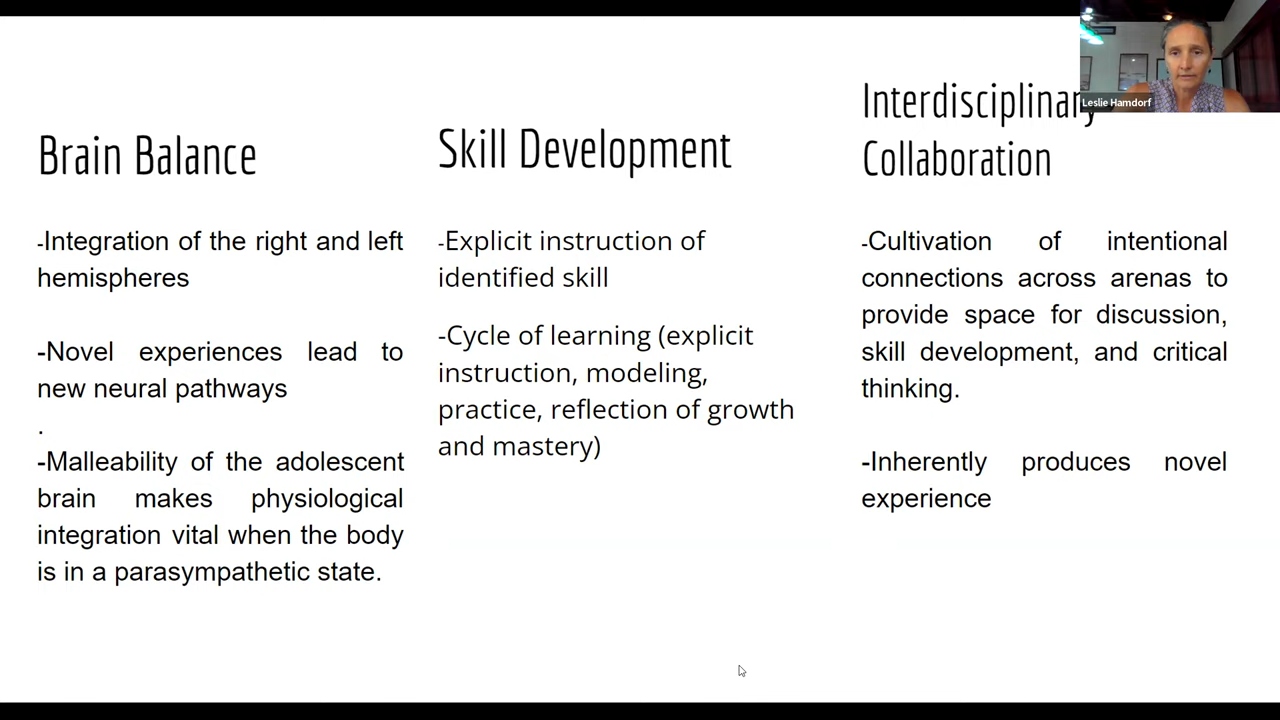 Leslie Hamdorf
Brain Balance
-Integration of the right and left
hemispheres
-Novel experiences lead to
new neural pathways
.
-Malleability of the adolescent
brain makes physiological
integration vital when the body
is in a parasympathetic state.
Skill Development
-Explicit instruction of
identified skill
-Cycle of learning (explicit
instruction, modeling,
practice, reflection of growth
and mastery)
Interdisciplinary
Collaboration
-Cultivation of intentional
connections across arenas to
provide space for discussion,
skill development, and critical
thinking.
-Inherently produces novel
experience